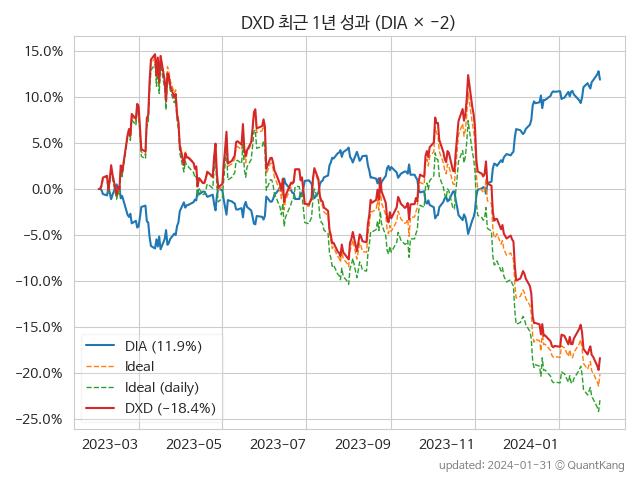 DXD 최근 1년 성과 (DIA × −2)
15.0%
10.0%
5.0%
0.0%
−5.0%
−10.0%
−15.0%
−20.0%
−25.0%
DIA (11.9%)
Ideal
Ideal (daily)
DXD (−18.4%)
2023−03 2023−05 2023−07 2023−09 2023−11 2024−01
updated: 2024−01−31 ⓒ QuantKang